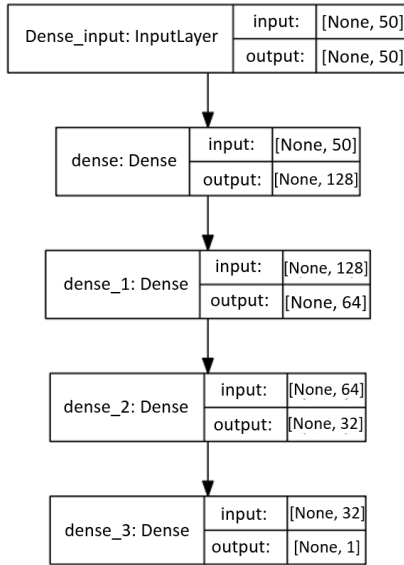 Dense_input: InputLayer
input: [None, 50]
output: [None, 50]
dense: Dense
input: [None, 50]
output: [None, 128]
dense_1: Dense
input: [None, 128]
output: [None, 64]
dense_2: Dense
input: [None, 64]
output: [None, 32]
dense_3: Dense
input: [None, 32]
output: [None, 1]